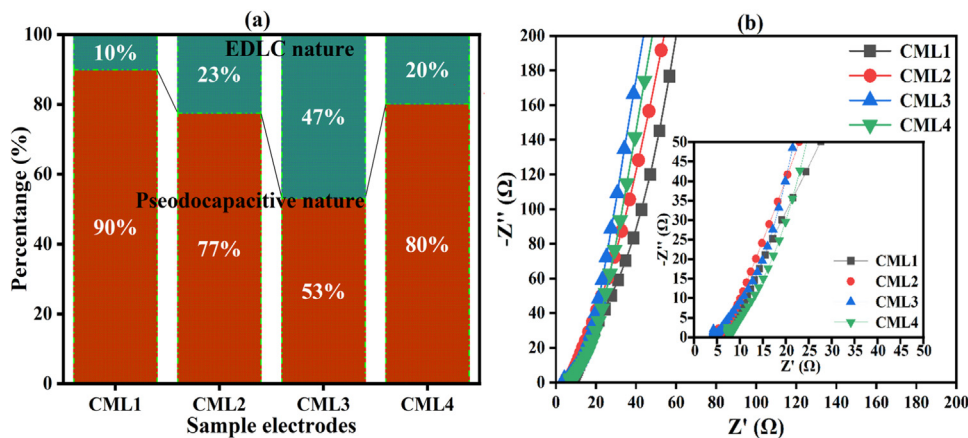 (a)
100
80
60
40
20
0
Percentange (%)
10%
EDLC nature
23%
47%
20%
Pseodocapacitive nature
90%
77%
53%
80%
CML1 CML2 CML3 CML4
Sample electrodes
(b)
200
180
160
140
120
100
80
60
40
20
0
-Z'' (Ω)
CML1
CML2
CML3
CML4
50
45
40
35
30
25
20
15
10
5
0
-Z'' (Ω)
CML1
CML2
CML3
CML4
0 5 10 15 20 25 30 35 40 45 50
Z' (Ω)
0 20 40 60 80 100 120 140 160 180 200
Z' (Ω)